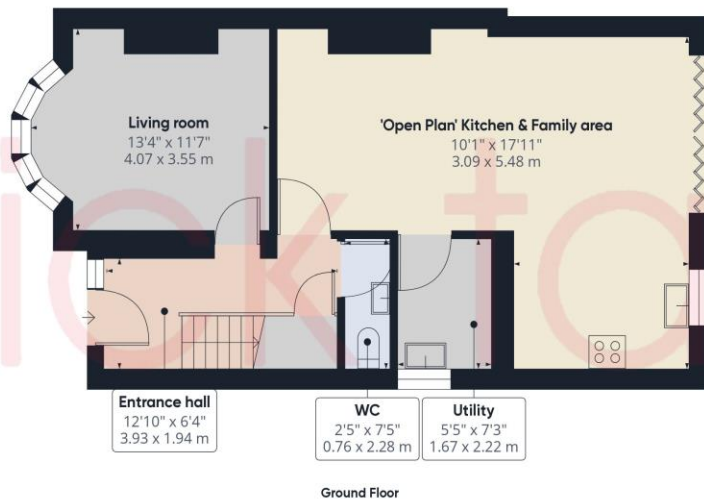 Living room
13'4" x 11'7"
4.07 x 3.55 m
'Open Plan' Kitchen & Family area
10'1" x 17'11"
3.09 x 5.48 m
Entrance hall
12'10" x 6'4"
3.93 x 1.94 m
WC
2'5" x 7'5"
0.76 x 2.28 m
Utility
5'5" x 7'3"
1.67 x 2.22 m
Ground Floor